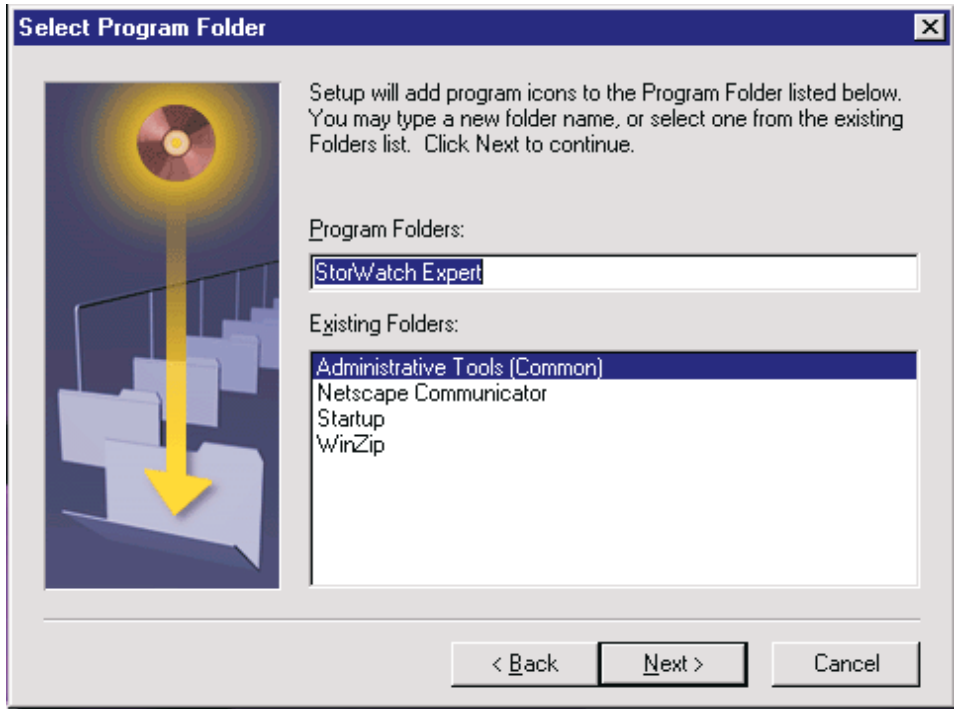 Select Program Folder
Setup will add program icons to the Program Folder listed below.
You may type a new folder name, or select one from the existing
Folders list.  Click Next to continue.
Program Folders:
StorWatch Expert
Existing Folders:
Administrative Tools (Common)
Netscape Communicator
Startup
WinZip
< Back
Next >
Cancel